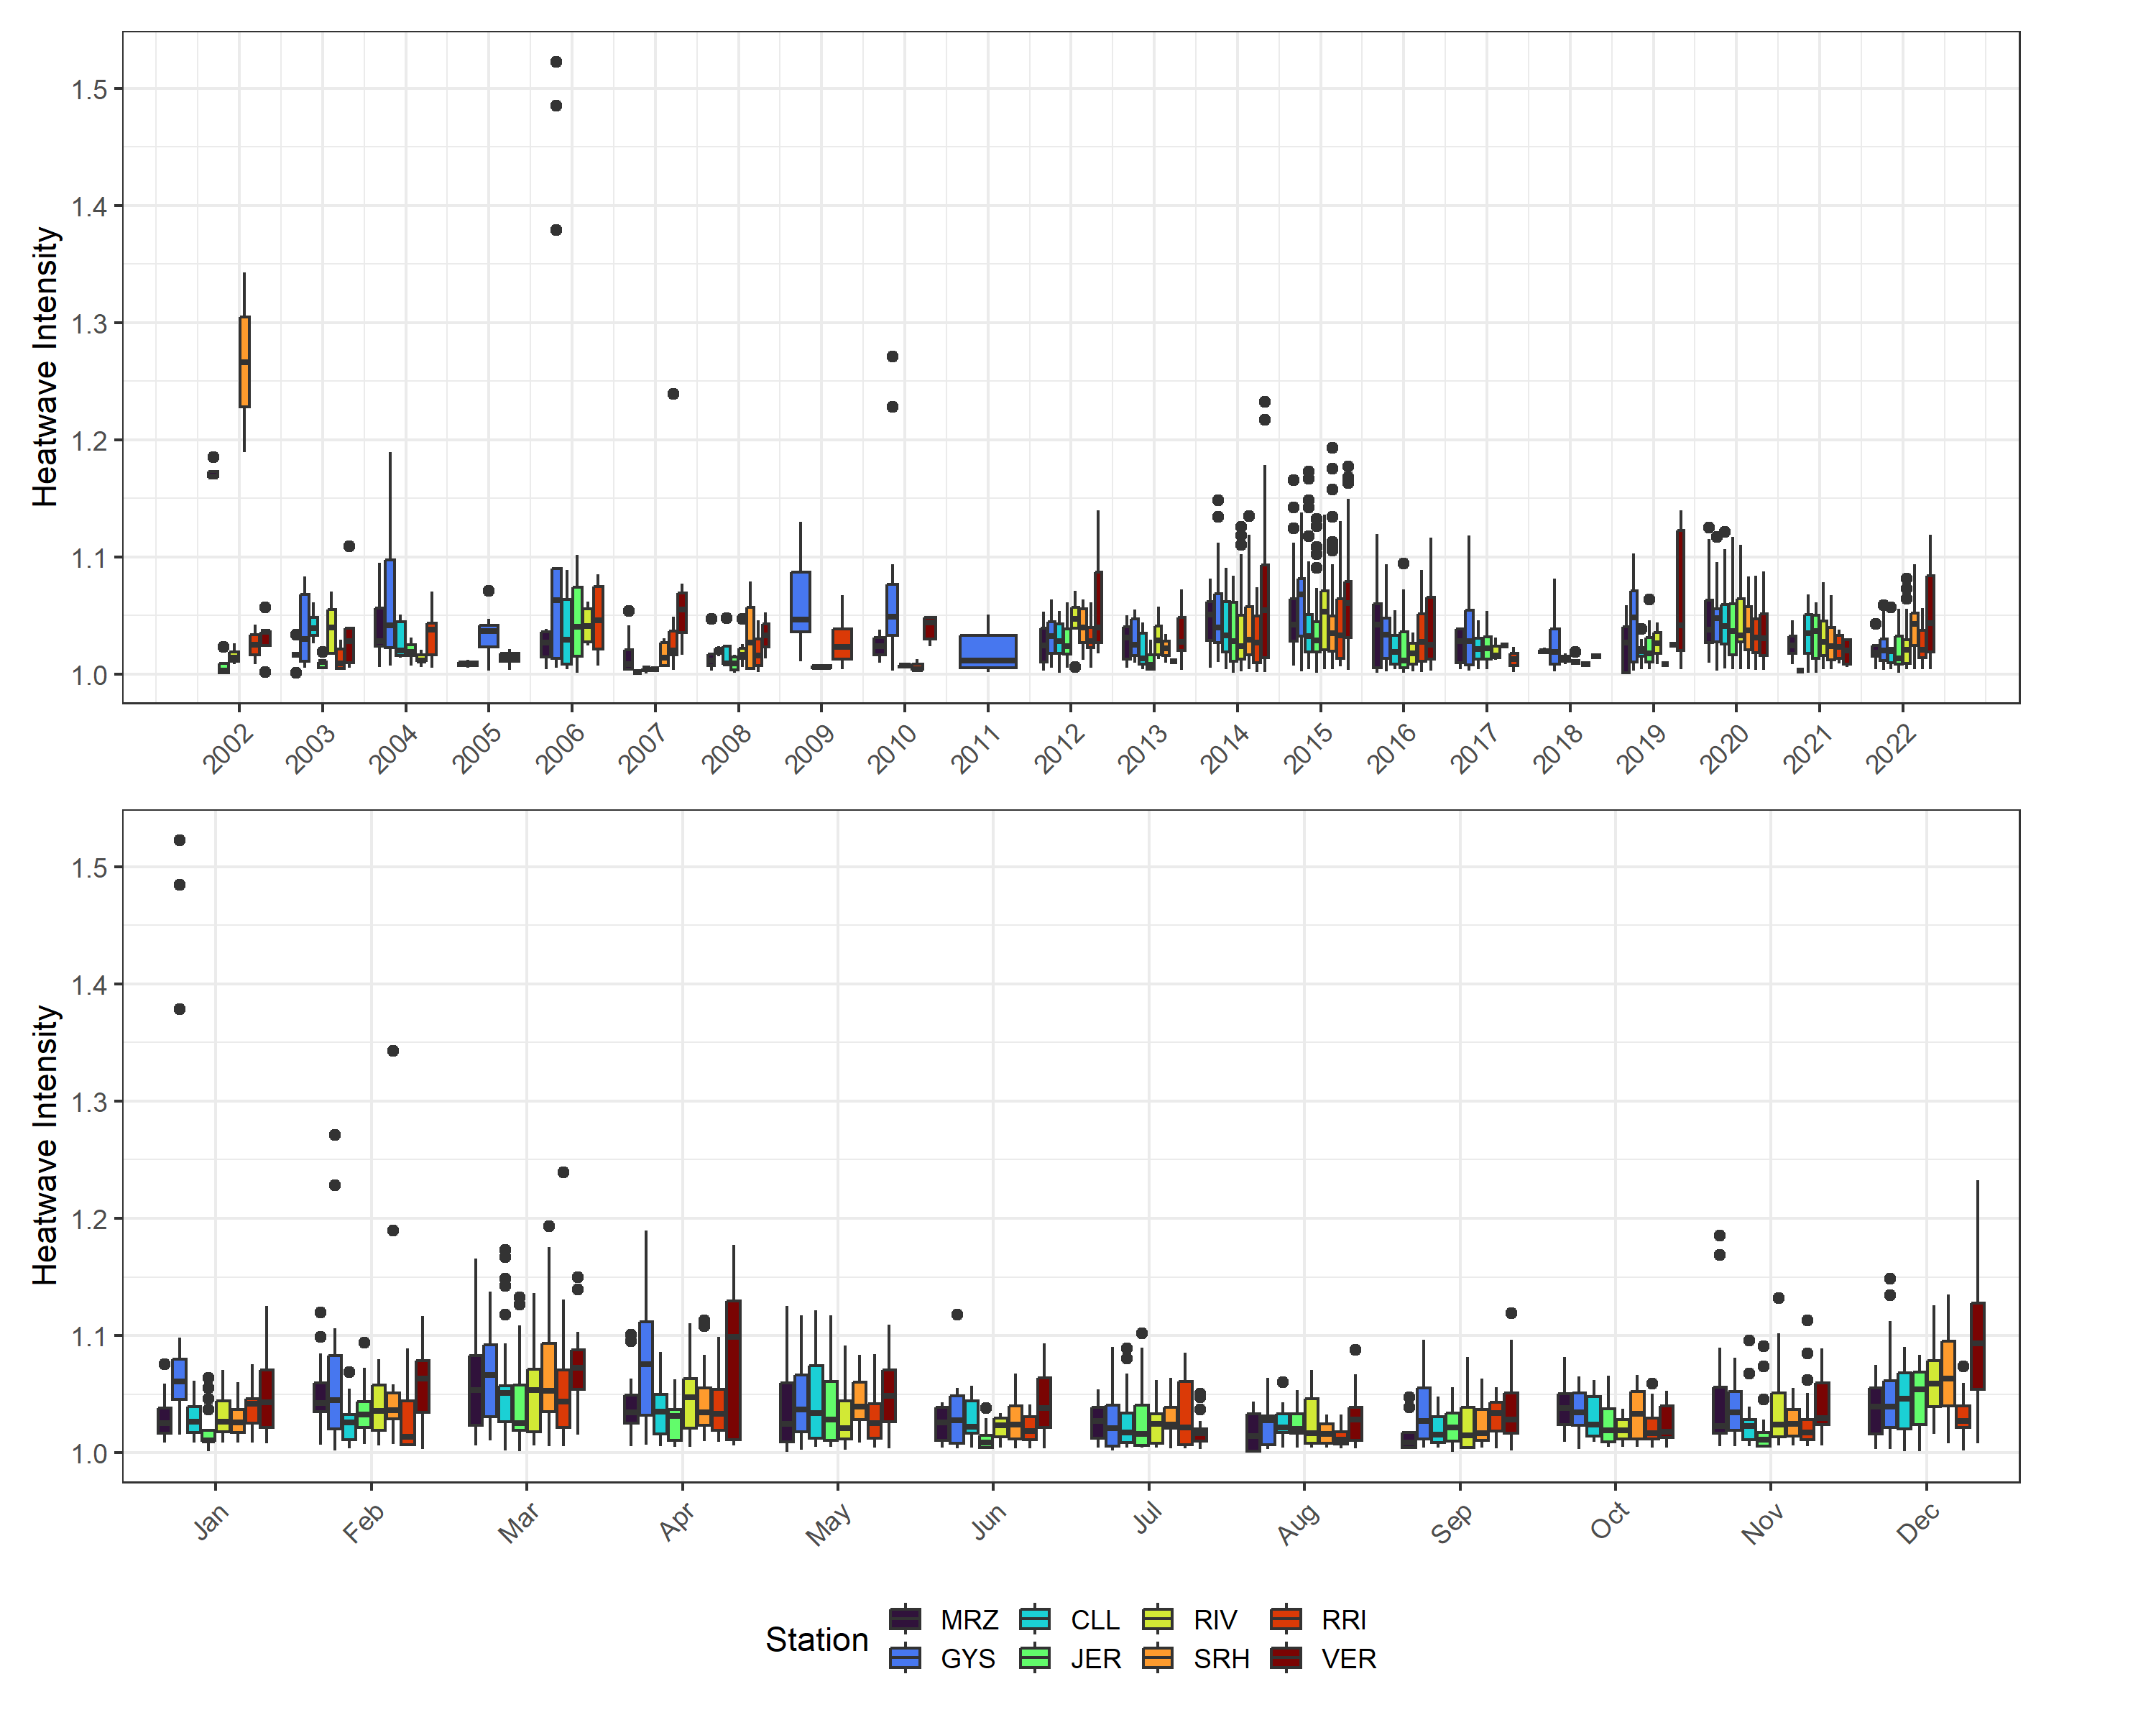 Heatwave Intensity
1.5
1.4
1.3
1.2
1.1
1.0
2002 2003 2004 2005 2006 2007 2008 2009 2010 2011 2012 2013 2014 2015 2016 2017 2018 2019 2020 2021 2022
Heatwave Intensity
1.5
1.4
1.3
1.2
1.1
1.0
Jan Feb Mar Apr May Jun Jul Aug Sep Oct Nov Dec
Station
MRZ CLL RIV RRI
GYS JER SRH VER